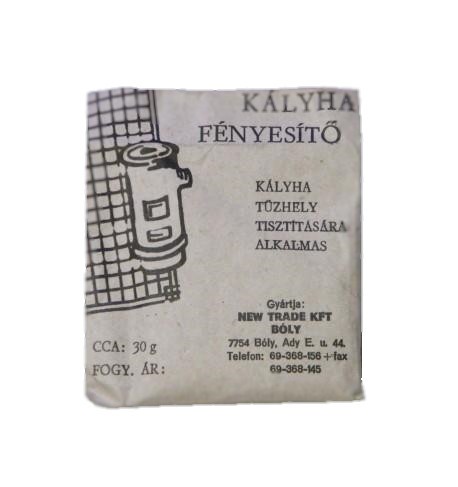 KÁLYHA
FÉNYESÍTŐ
KÁLYHA
TŰZHELY
TISZTÍTÁSÁRA
ALKALMAS
Gyártja:
NEW TRADE KFT
BÓLY
7754 Bóly, Ady E. u. 44.
Telefon: 69-368-156 + fax
69-368-145
CCA: 30 g
FOGY. ÁR: